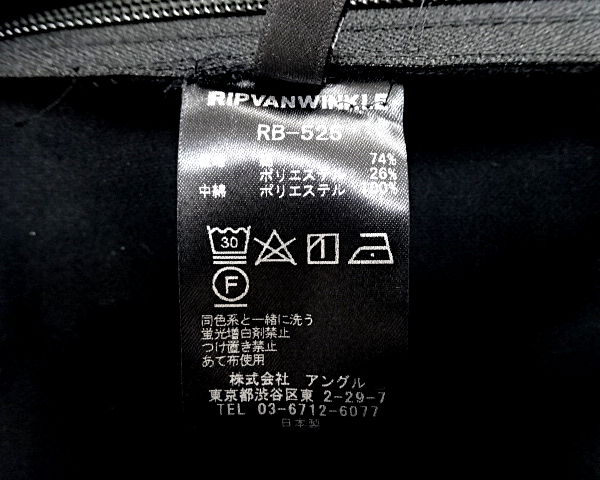 RIPVANWINKLE
RB-526
74%
ポリエステル 26%
中綿 ポリエステル 100%
30
F
同色系と一緒に洗う
蛍光増白剤禁止
つけ置き禁止
あて布使用
株式会社 アングル
東京都渋谷区東 2-29-7
TEL 03-6712-6077
日本製